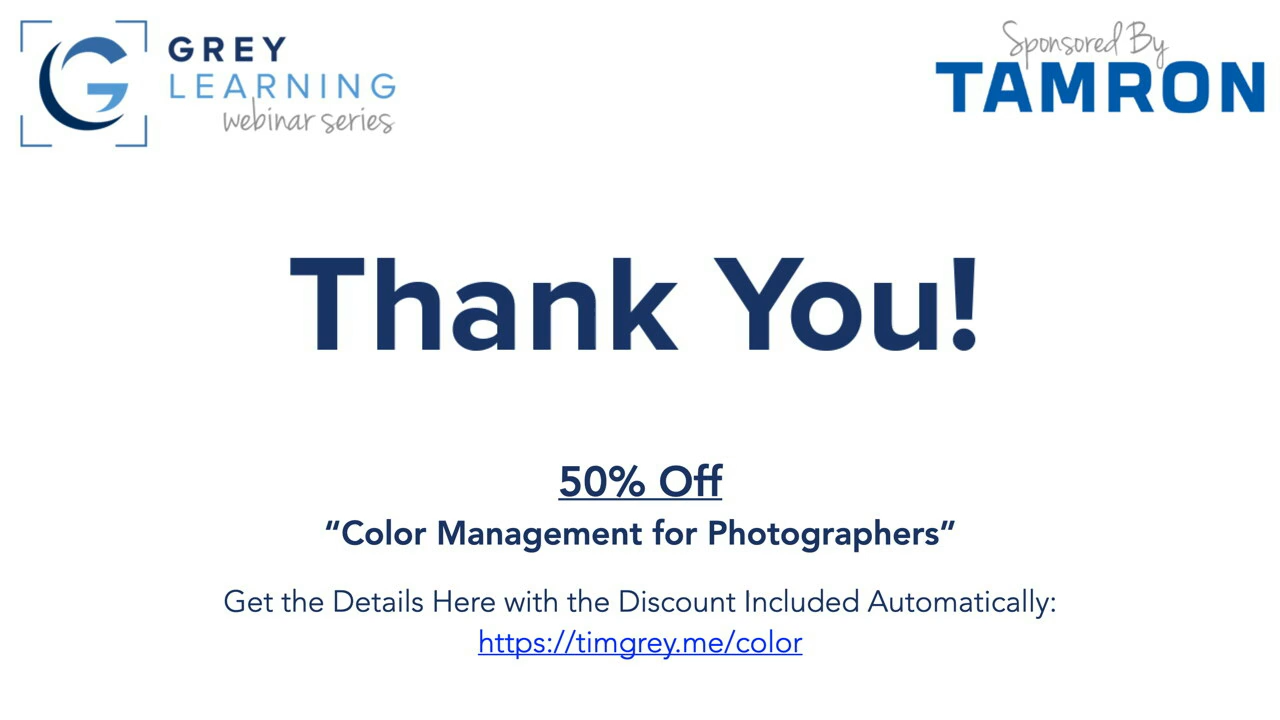 GREY
LEARNING
webinar series
Sponsored By
TAMRON
Thank You!
50% Off
“Color Management for Photographers”
Get the Details Here with the Discount Included Automatically:
https://timgrey.me/color